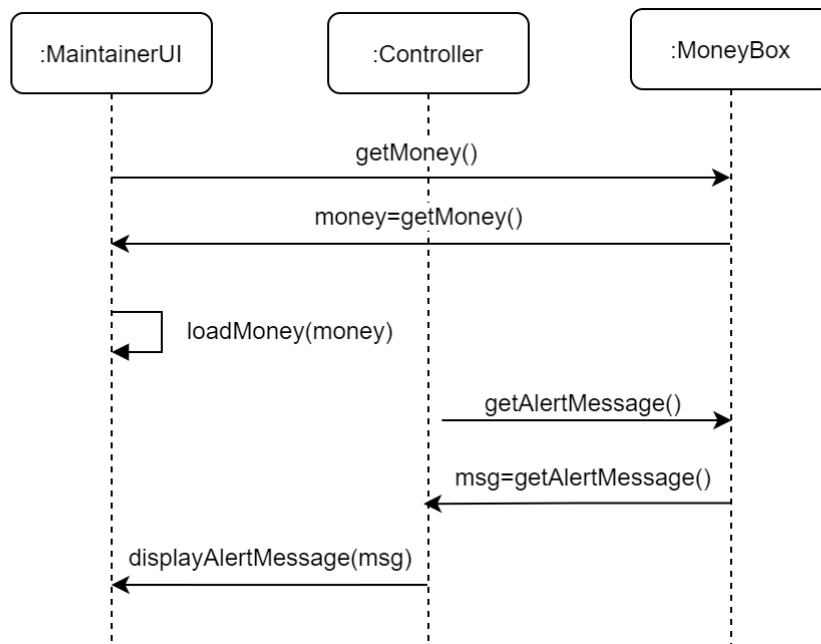 :MaintainerUI
:Controller
:MoneyBox
getMoney()
money=getMoney()
loadMoney(money)
getAlertMessage()
msg=getAlertMessage()
displayAlertMessage(msg)